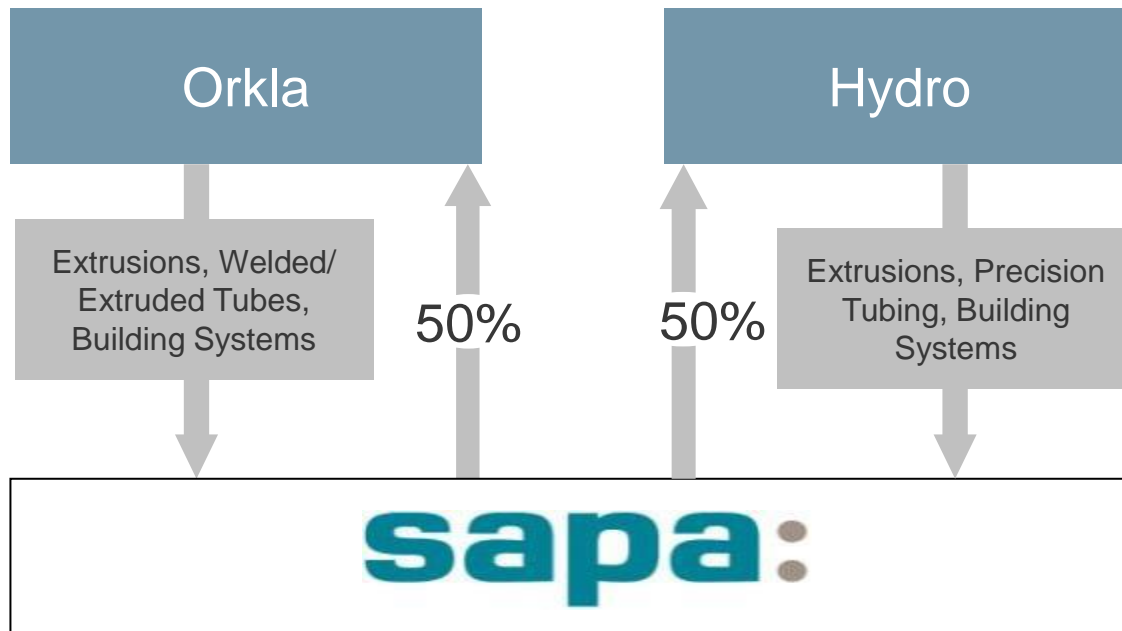 Orkla
Hydro
Extrusions, Welded/
Extruded Tubes,
Building Systems
50%
50%
Extrusions, Precision
Tubing, Building
Systems
sapa: